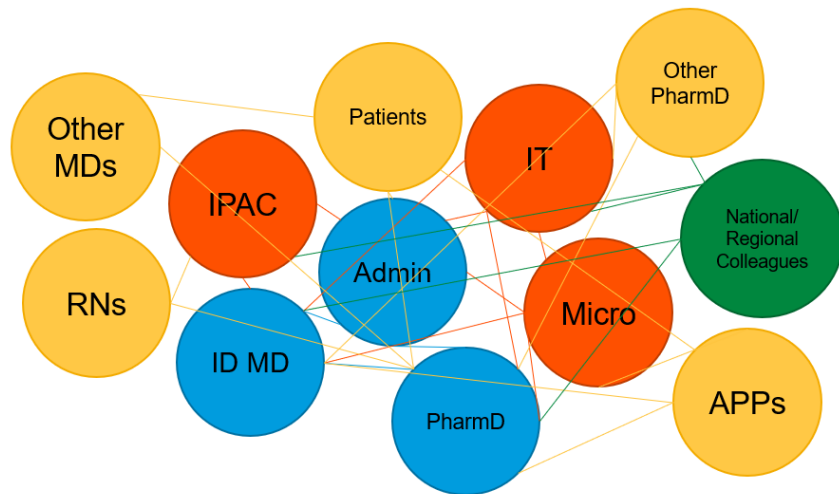 Other
MDs
Patients
IT
Other
PharmD
IPAC
National/
Regional
Colleagues
Admin
RNs
Micro
ID MD
PharmD
APPs